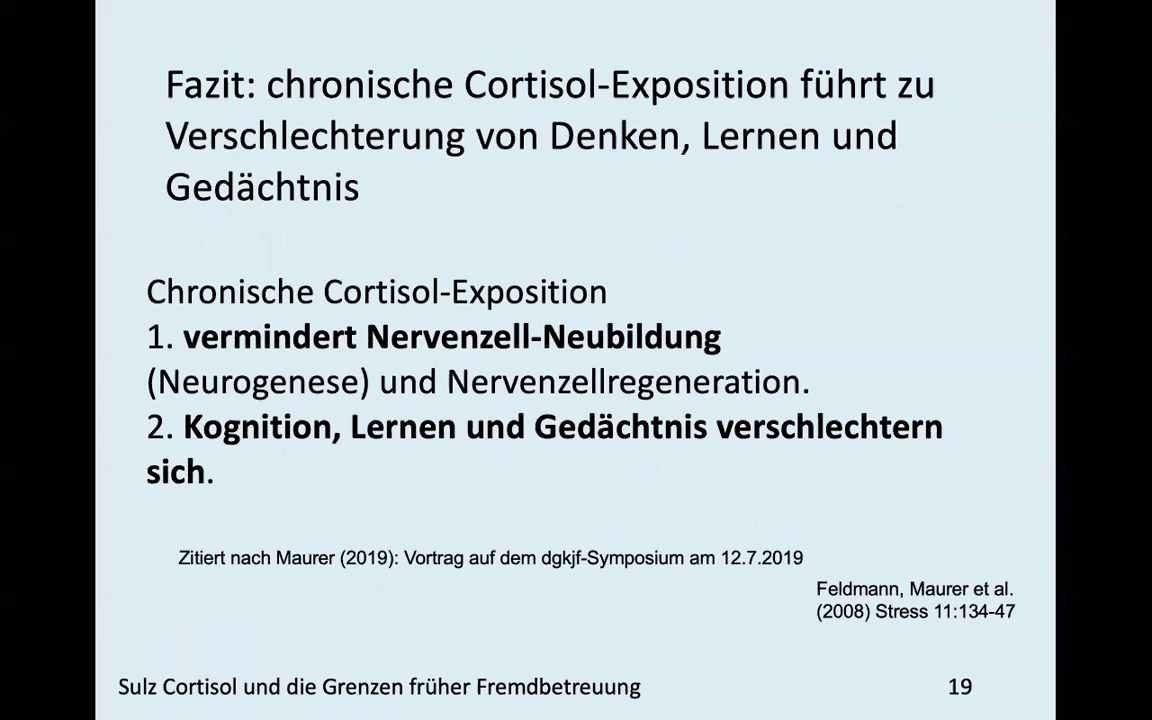 Fazit: chronische Cortisol-Exposition führt zu
Verschlechterung von Denken, Lernen und
Gedächtnis
Chronische Cortisol-Exposition
1. vermindert Nervenzell-Neubildung
(Neurogenese) und Nervenzellregeneration.
2. Kognition, Lernen und Gedächtnis verschlechtern
sich.
Zitiert nach Maurer (2019): Vortrag auf dem dgkjf-Symposium am 12.7.2019
Feldmann, Maurer et al.
(2008) Stress 11:134-47
Sulz Cortisol und die Grenzen früher Fremdbetreuung
19